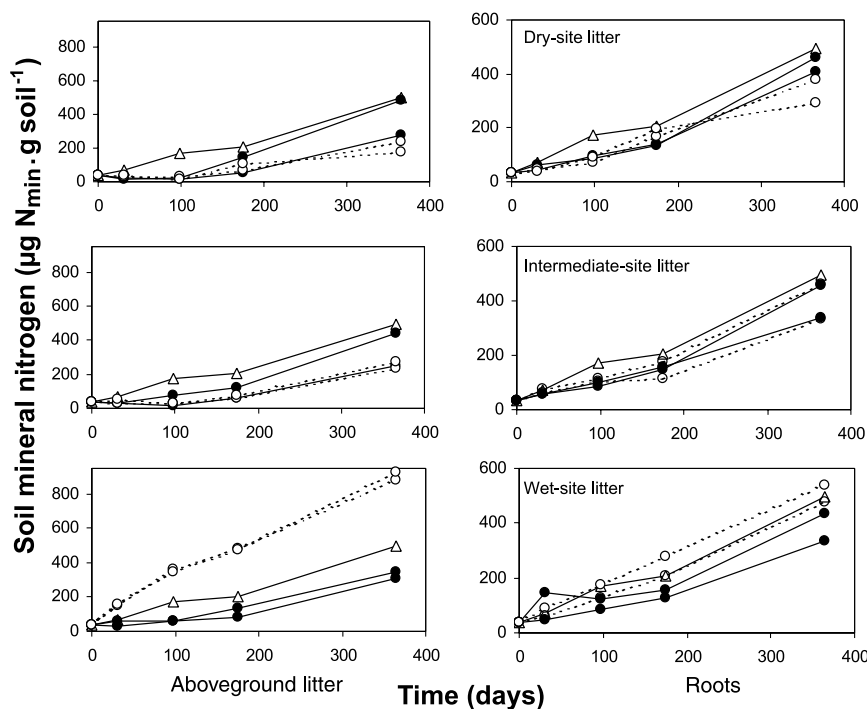 Soil mineral nitrogen (µg N_min · g soil⁻¹)
800
600
400
200
0
0 100 200 300 400
Dry-site litter
600
400
200
0
0 100 200 300 400
800
600
400
200
0
0 100 200 300 400
Intermediate-site litter
600
400
200
0
0 100 200 300 400
800
600
400
200
0
0 100 200 300 400
Aboveground litter
Wet-site litter
600
400
200
0
0 100 200 300 400
Roots
Time (days)